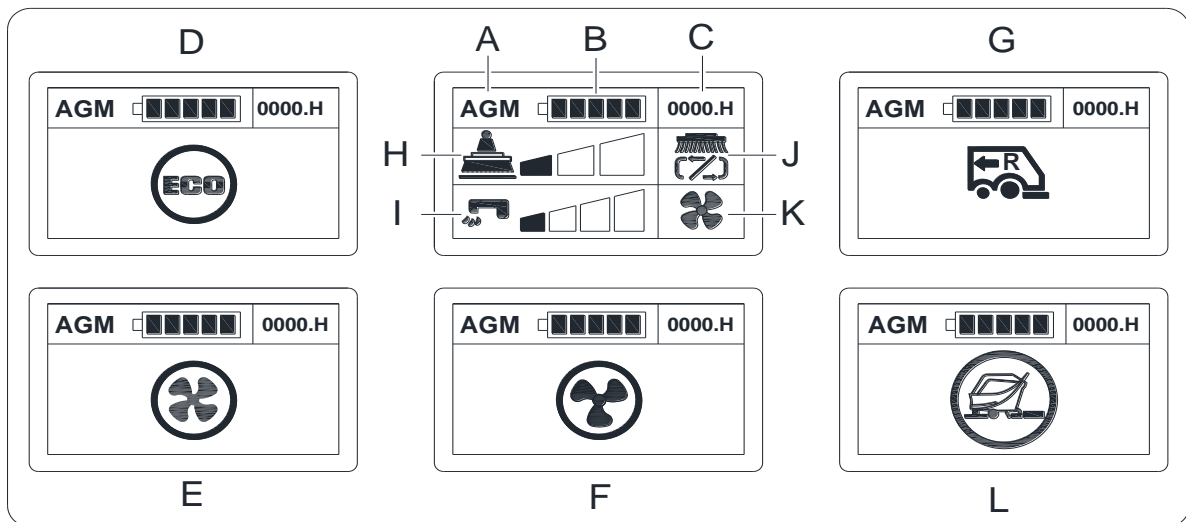 D A B C G
AGM 0000.H
AGM 0000.H
AGM 0000.H
H J
ECO
R
I K
AGM 0000.H
AGM 0000.H
AGM 0000.H
E F L